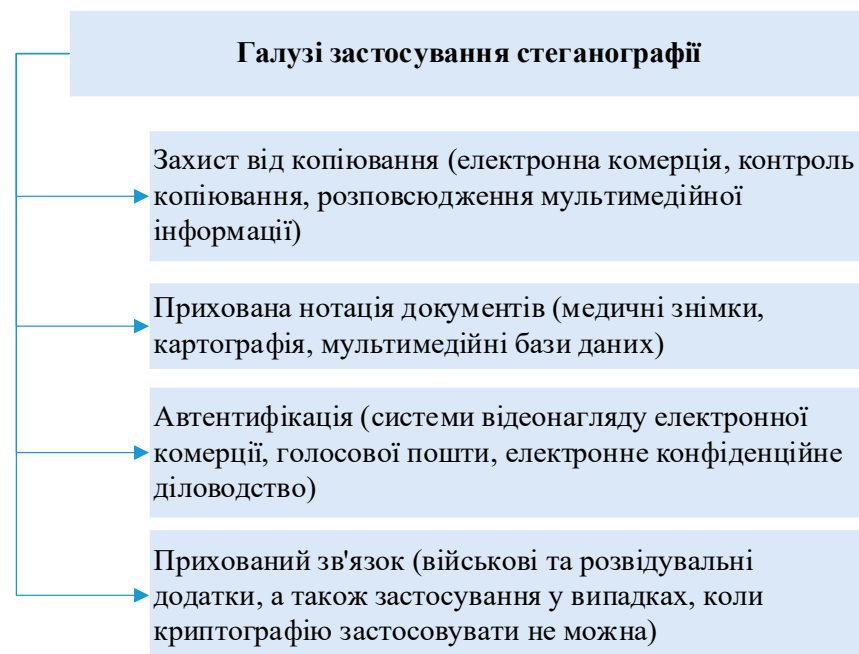 Галузі застосування стеганографії
Захист від копіювання (електронна комерція, контроль
копіювання, розповсюдження мультимедійної
інформації)
Прихована нотація документів (медичні знімки,
картографія, мультимедійні бази даних)
Автентифікація (системи відеонагляду електронної
комерції, голосової пошти, електронне конфіденційне
діловодство)
Прихований зв'язок (військові та розвідувальні
додатки, а також застосування у випадках, коли
криптографію застосовувати не можна)